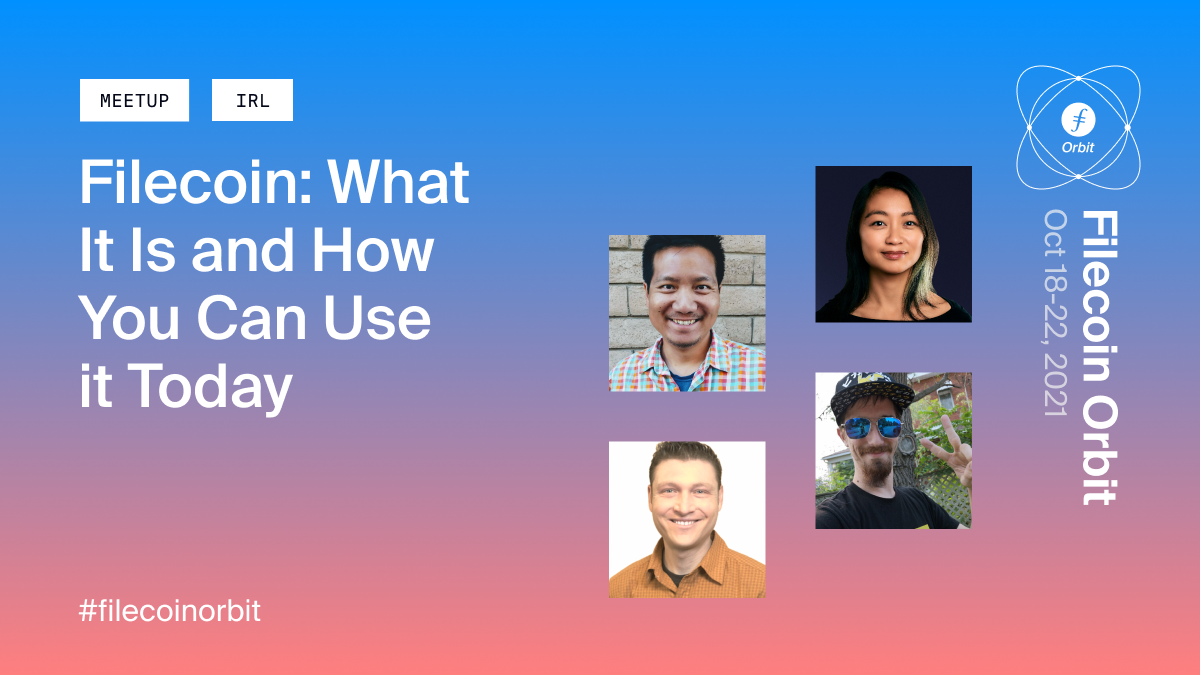 MEETUP
IRL
Filecoin: What
It Is and How
You Can Use
it Today
#filecoinorbit
Orbit
Filecoin Orbit
Oct 18-22, 2021